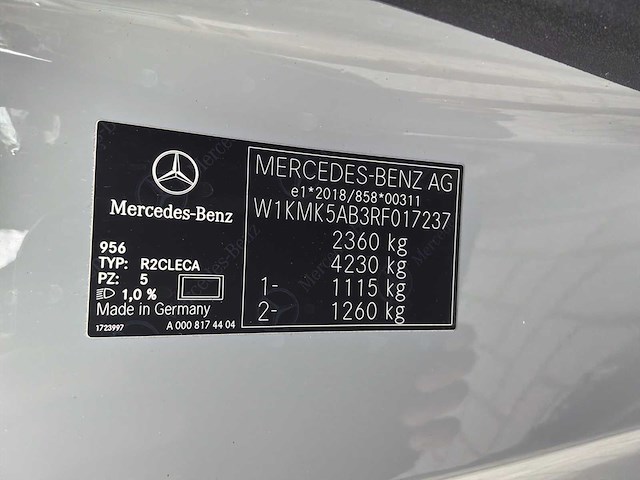 Mercedes-Benz
956
TYP: R2CLECA
PZ: 5
1,0 %
Made in Germany
1723997 A 000 817 44 04
MERCEDES-BENZ AG
e1*2018/858*00311
W1KMK5AB3RF017237
2360 kg
4230 kg
1- 1115 kg
2- 1260 kg